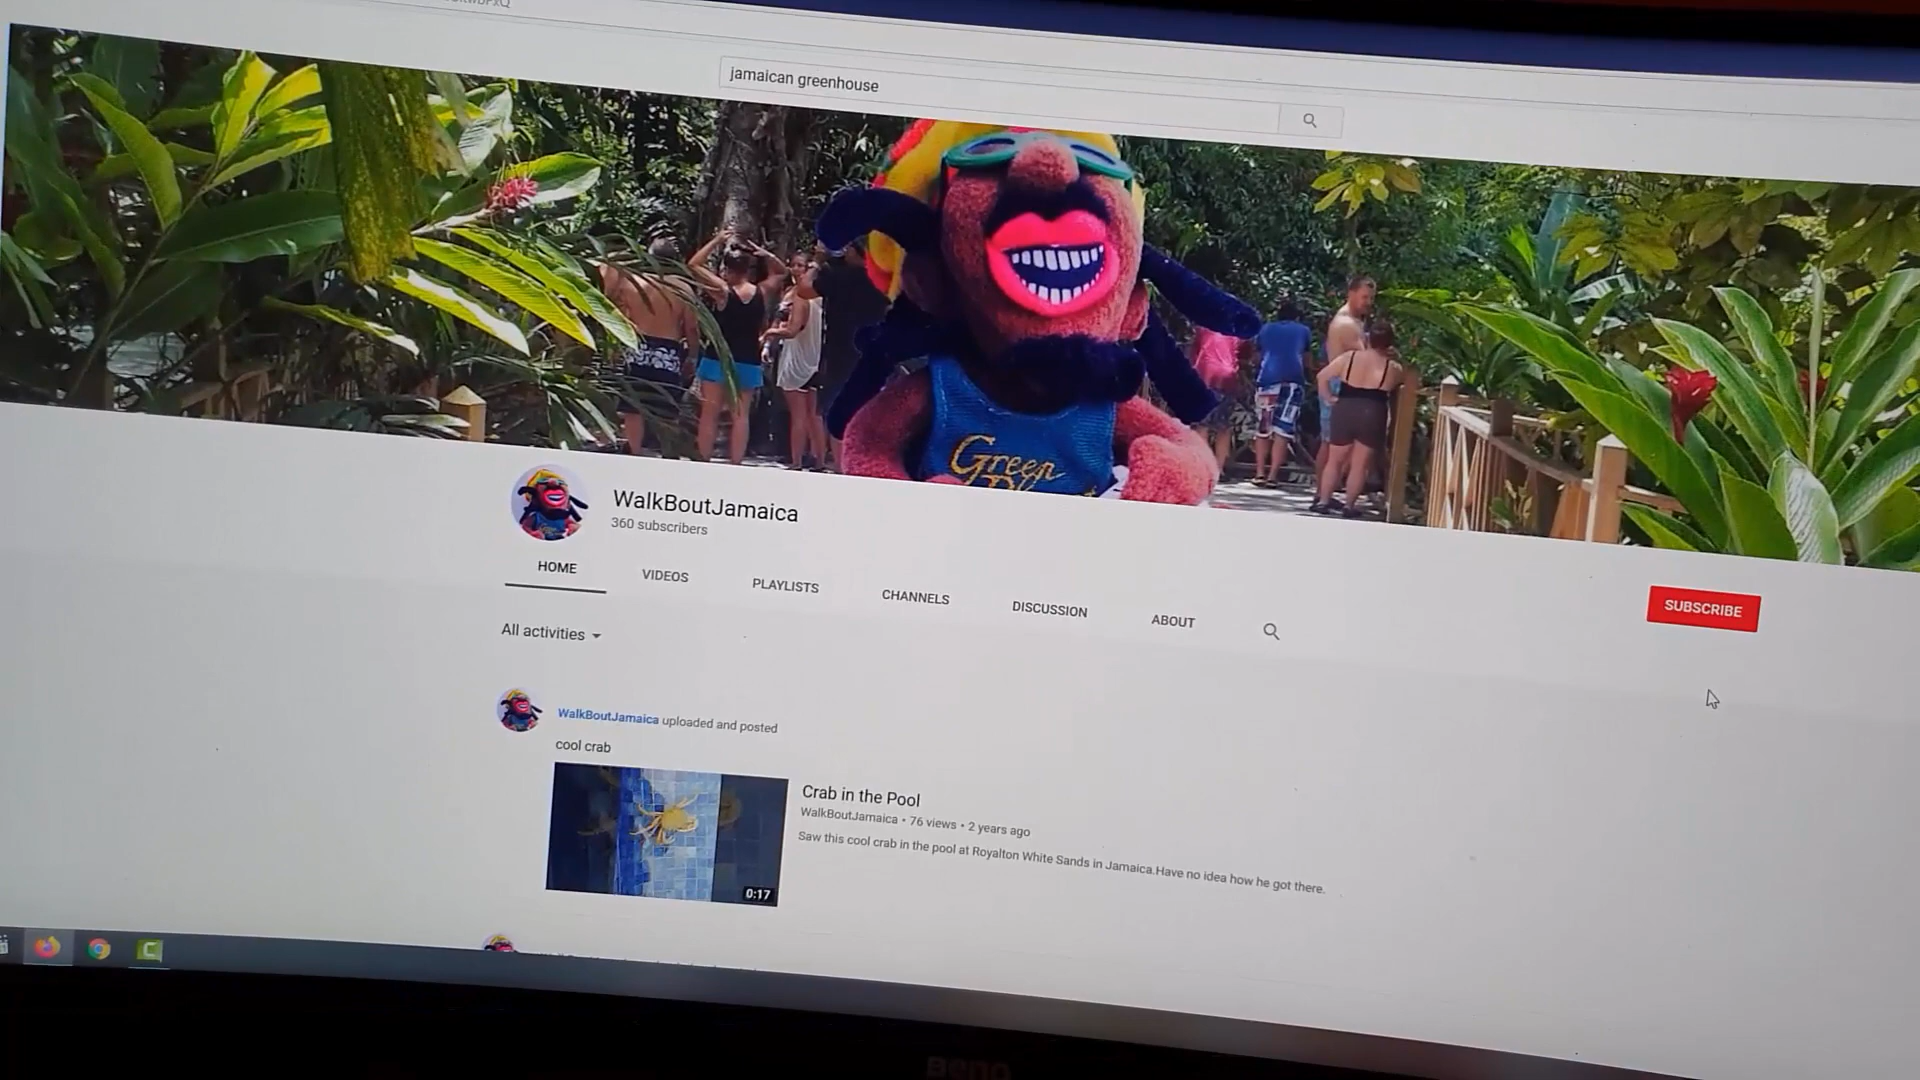 jamaican greenhouse
Green
WalkBoutJamaica
360 subscribers
HOME VIDEOS PLAYLISTS CHANNELS DISCUSSION ABOUT
SUBSCRIBE
All activities
WalkBoutJamaica uploaded and posted
cool crab
Crab in the Pool
WalkBoutJamaica • 76 views • 2 years ago
Saw this cool crab in the pool at Royalton White Sands in Jamaica.Have no idea how he got there.
0:17
BenQ